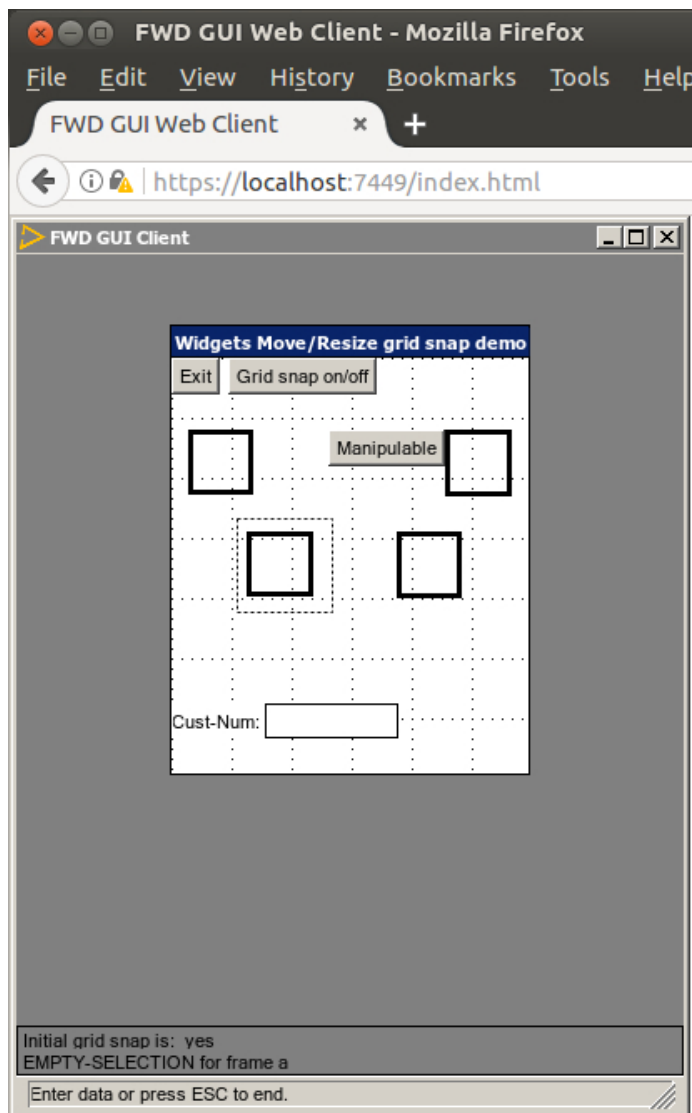 FWD GUI Web Client - Mozilla Firefox
File Edit View History Bookmarks Tools Help
FWD GUI Web Client × +
https://localhost:7449/index.html
FWD GUI Client
Widgets Move/Resize grid snap demo
Exit Grid snap on/off
Manipulable
Cust-Num:
Initial grid snap is: yes
EMPTY-SELECTION for frame a
Enter data or press ESC to end.